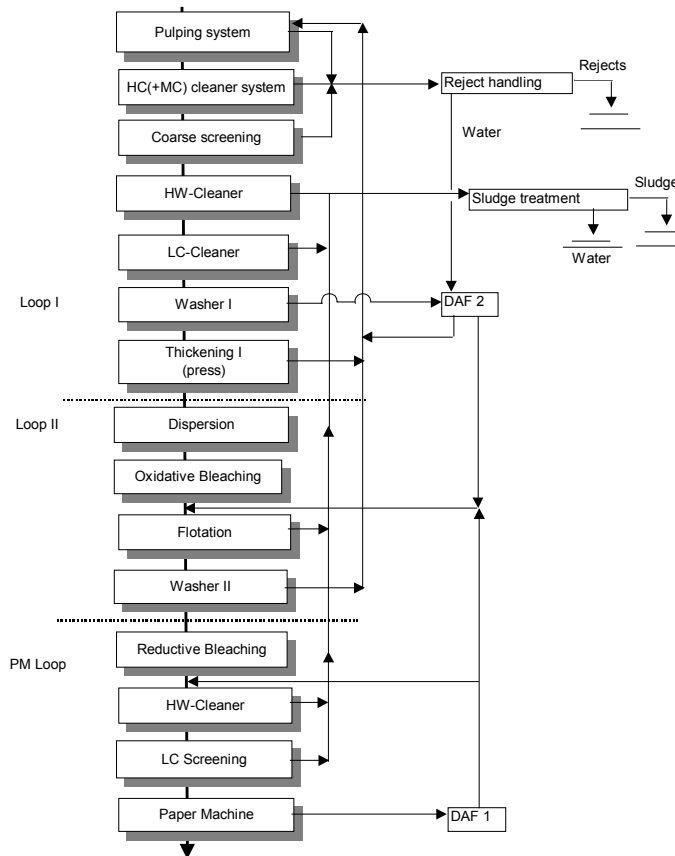 Pulping system
Rejects
HC(+MC) cleaner system
Reject handling
Coarse screening
Water
HW-Cleaner
Sludge
Sludge treatment
LC-Cleaner
Water
Loop I
Washer I
DAF 2
Thickening I
(press)
Loop II
Dispersion
Oxidative Bleaching
Flotation
Washer II
PM Loop
Reductive Bleaching
HW-Cleaner
LC Screening
Paper Machine
DAF 1